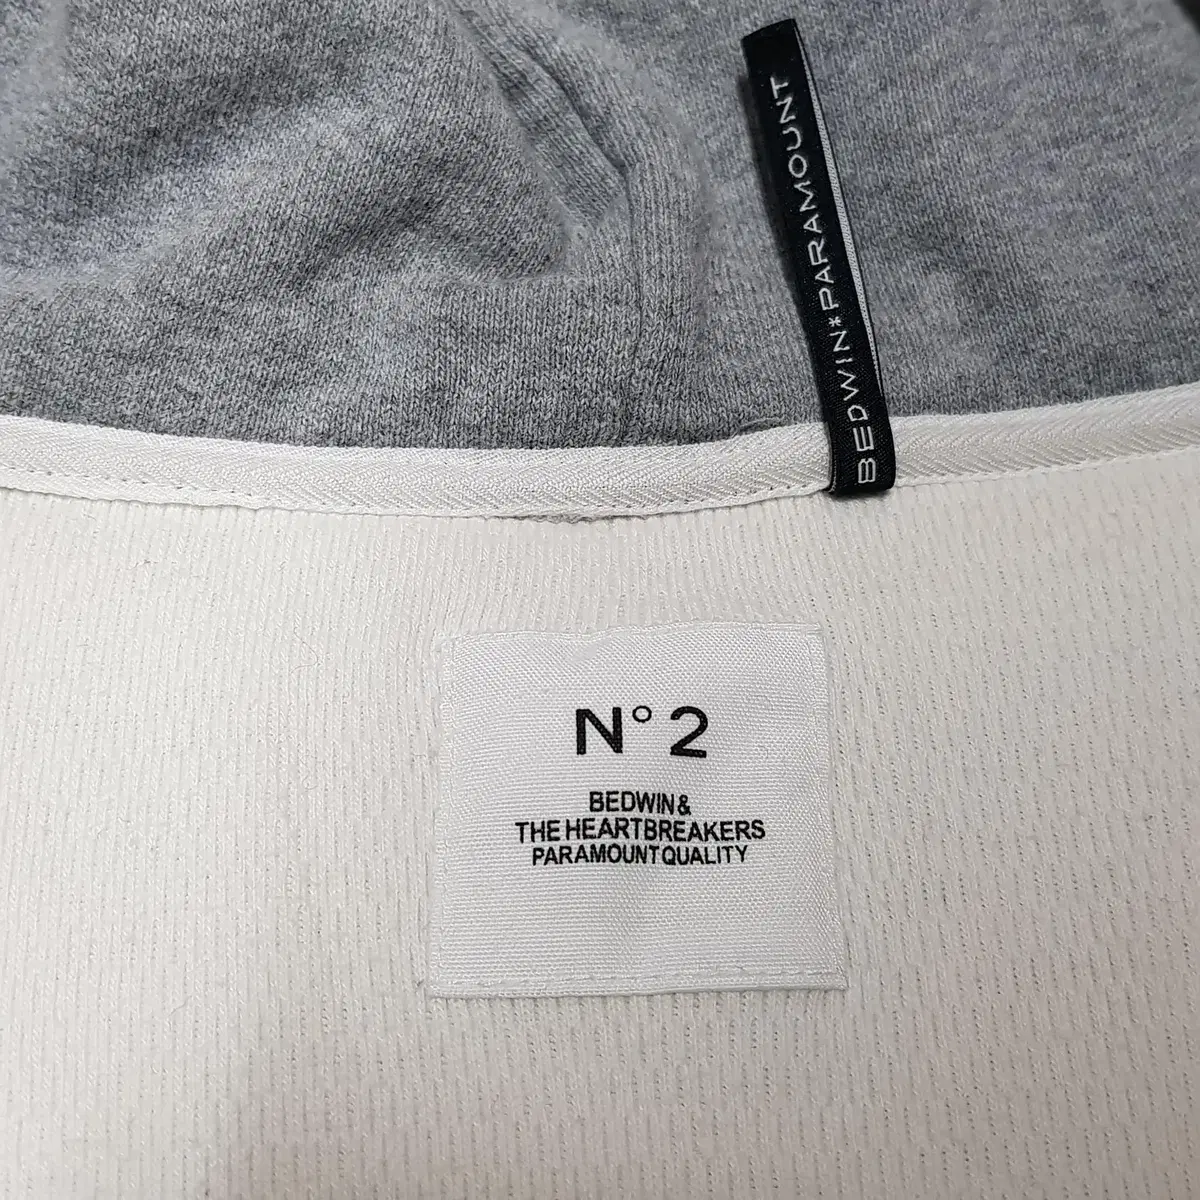 BEDWIN*PARAMOUNT
N° 2
BEDWIN &
THE HEARTBREAKERS
PARAMOUNT QUALITY